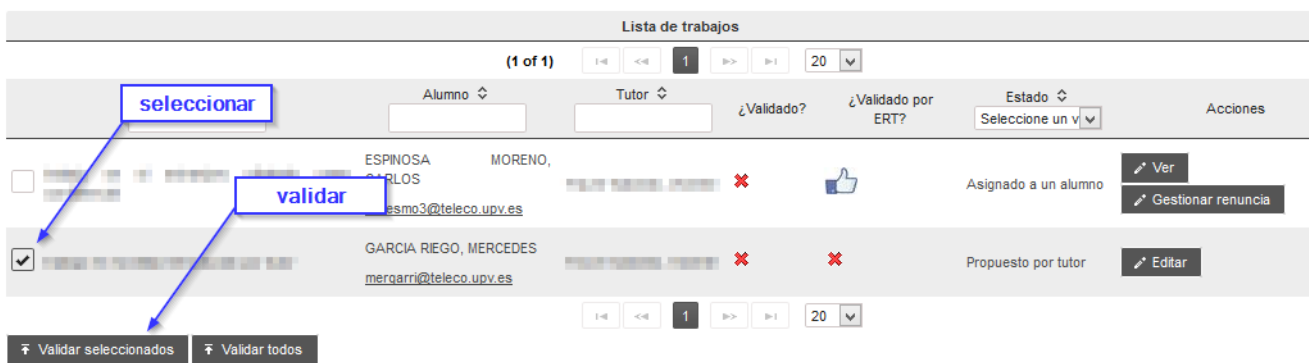 Lista de trabajos
(1 of 1) 1 20
seleccionar
Alumno Tutor ¿Validado? ¿Validado por ERT? Estado Acciones
Seleccione un v
ESPINOSA MORENO,
CARLOS
esmo3@teleco.upv.es
Asignado a un alumno
Ver
Gestionar renuncia
validar
GARCIA RIEGO, MERCEDES
mergarri@teleco.upv.es
Propuesto por tutor
Editar
1 20
Validar seleccionados Validar todos